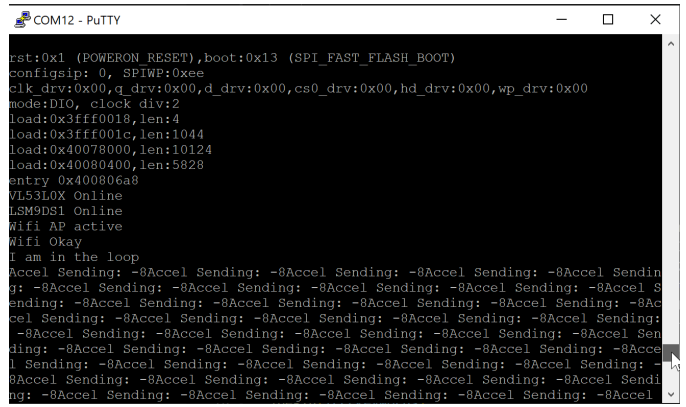 COM12 - PuTTY
rst:0x1 (POWERON_RESET),boot:0x13 (SPI_FAST_FLASH_BOOT)
configsip: 0, SPIWP:0xee
clk_drv:0x00,q_drv:0x00,d_drv:0x00,cs0_drv:0x00,hd_drv:0x00,wp_drv:0x00
mode:DIO, clock div:2
load:0x3fff0018,len:4
load:0x3fff001c,len:1044
load:0x40078000,len:10124
load:0x40080400,len:5828
entry 0x400806a8
VL53L0X Online
LSM9DS1 Online
Wifi AP active
Wifi Okay
I am in the loop
Accel Sending: -8Accel Sending: -8Accel Sending: -8Accel Sending: -8Accel Sendin
g: -8Accel Sending: -8Accel Sending: -8Accel Sending: -8Accel Sending: -8Accel S
ending: -8Accel Sending: -8Accel Sending: -8Accel Sending: -8Accel Sending: -8Ac
cel Sending: -8Accel Sending: -8Accel Sending: -8Accel Sending: -8Accel Sending:
 -8Accel Sending: -8Accel Sending: -8Accel Sending: -8Accel Sending: -8Accel Sen
ding: -8Accel Sending: -8Accel Sending: -8Accel Sending: -8Accel Sending: -8Acce
l Sending: -8Accel Sending: -8Accel Sending: -8Accel Sending: -8Accel Sending: -
8Accel Sending: -8Accel Sending: -8Accel Sending: -8Accel Sending: -8Accel Sendi
ng: -8Accel Sending: -8Accel Sending: -8Accel Sending: -8Accel Sending: -8Accel